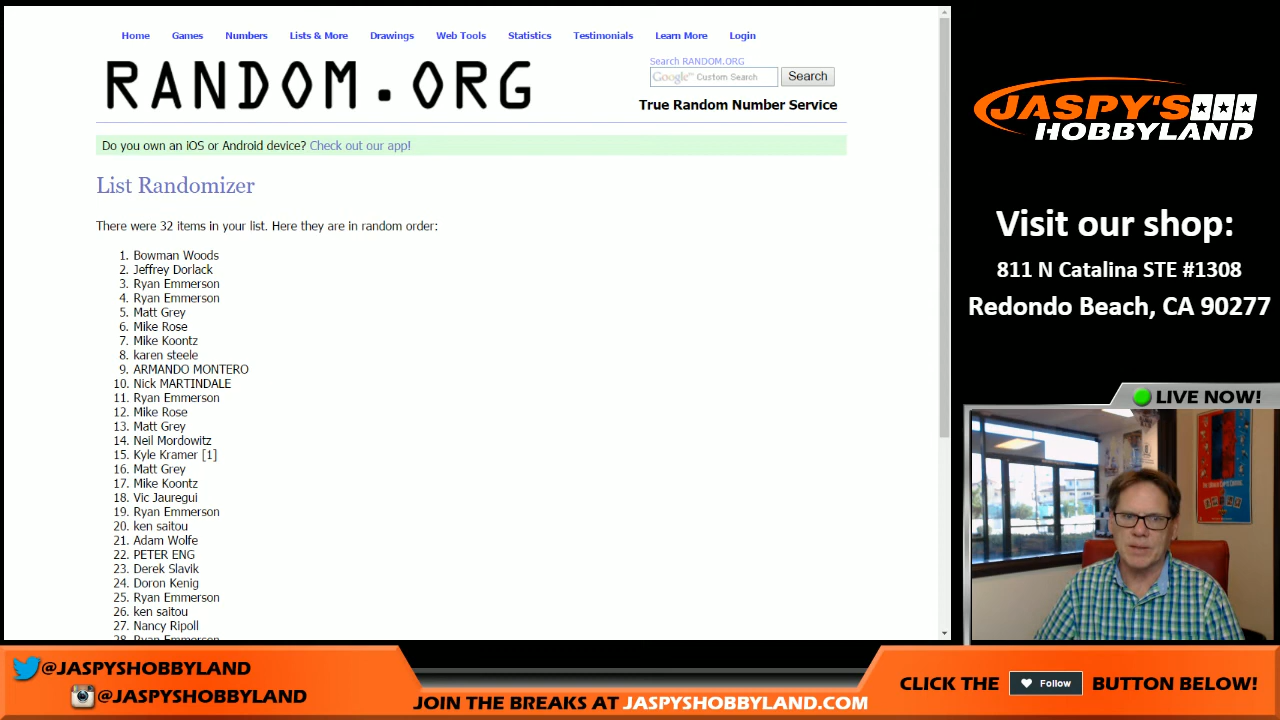 Home Games Numbers Lists & More Drawings Web Tools Statistics Testimonials Learn More Login
RANDOM.ORG
Search RANDOM.ORG
Google™ Custom Search Search
True Random Number Service
Do you own an iOS or Android device? Check out our app!
List Randomizer
There were 32 items in your list. Here they are in random order:
1. Bowman Woods
2. Jeffrey Dorlack
3. Ryan Emmerson
4. Ryan Emmerson
5. Matt Grey
6. Mike Rose
7. Mike Koontz
8. karen steele
9. ARMANDO MONTERO
10. Nick MARTINDALE
11. Ryan Emmerson
12. Mike Rose
13. Matt Grey
14. Neil Mordowitz
15. Kyle Kramer [1]
16. Matt Grey
17. Mike Koontz
18. Vic Jauregui
19. Ryan Emmerson
20. ken saitou
21. Adam Wolfe
22. PETER ENG
23. Derek Slavik
24. Doron Kenig
25. Ryan Emmerson
26. ken saitou
27. Nancy Ripoll
28. Ryan Emmerson
JASPY'S
HOBBYLAND
Visit our shop:
811 N Catalina STE #1308
Redondo Beach, CA 90277
LIVE NOW!
@JASPYSHOBBYLAND
@JASPYSHOBBYLAND
JOIN THE BREAKS AT JASPYSHOBBYLAND.COM
CLICK THE Follow BUTTON BELOW!